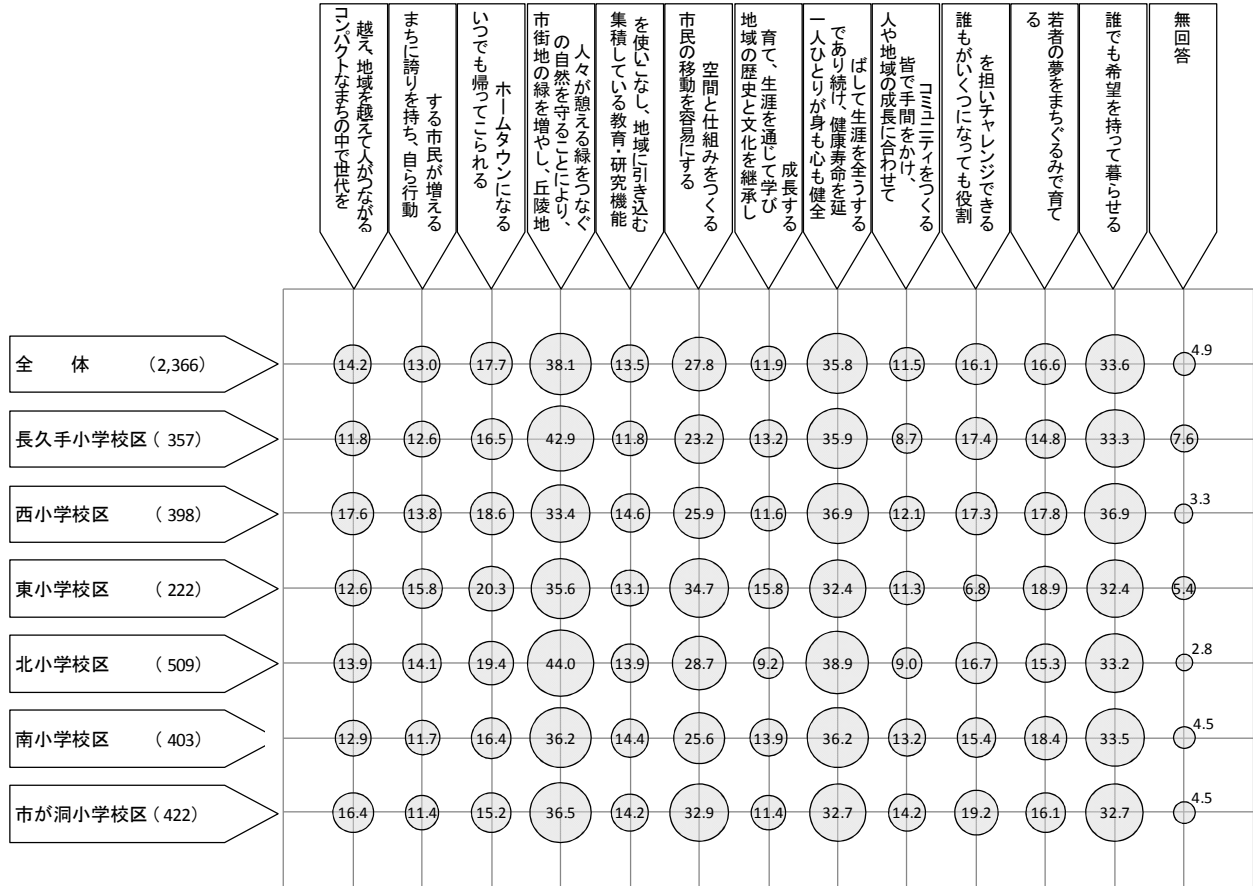 コンパクトなまちの中で世代を
越え、地域を越えて人がつながる
まちに誇りを持ち、自ら行動
する市民が増える
いつでも帰ってこられる
ホームタウンになる
市街地の緑を増やし、丘陵地
の自然を守ることにより、
人々が憩える緑をつなぐ
集積している教育・研究機能
を使いこなし、地域に引き込む
市民の移動を容易にする
空間と仕組みをつくる
地域の歴史と文化を継承し
育て、生涯を通じて学び
成長する
一人ひとりが身も心も健全
であり続け、健康寿命を延
ばして生涯を全うする
人や地域の成長に合わせて
皆で手間をかけ、
コミュニティをつくる
誰もがいくつになっても役割
を担いチャレンジできる
若者の夢をまちぐるみで育て
る
誰でも希望を持って暮らせる
無回答
全 体 (2,366) 14.2 13.0 17.7 38.1 13.5 27.8 11.9 35.8 11.5 16.1 16.6 33.6 4.9
長久手小学校区 ( 357) 11.8 12.6 16.5 42.9 11.8 23.2 13.2 35.9 8.7 17.4 14.8 33.3 7.6
西小学校区 ( 398) 17.6 13.8 18.6 33.4 14.6 25.9 11.6 36.9 12.1 17.3 17.8 36.9 3.3
東小学校区 ( 222) 12.6 15.8 20.3 35.6 13.1 34.7 15.8 32.4 11.3 6.8 18.9 32.4 5.4
北小学校区 ( 509) 13.9 14.1 19.4 44.0 13.9 28.7 9.2 38.9 9.0 16.7 15.3 33.2 2.8
南小学校区 ( 403) 12.9 11.7 16.4 36.2 14.4 25.6 13.9 36.2 13.2 15.4 18.4 33.5 4.5
市が洞小学校区 ( 422) 16.4 11.4 15.2 36.5 14.2 32.9 11.4 32.7 14.2 19.2 16.1 32.7 4.5